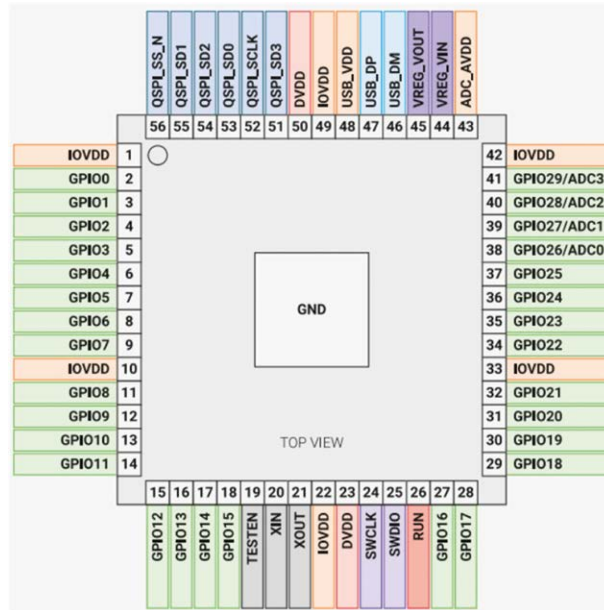 QSPI_SS_N
QSPI_SD1
QSPI_SD2
QSPI_SD0
QSPI_SCLK
QSPI_SD3
DVDD
IOVDD
USB_VDD
USB_DP
USB_DM
VREG_VOUT
VREG_VIN
ADC_AVDD
56 55 54 53 52 51 50 49 48 47 46 45 44 43
IOVDD 1
GPIO0 2
GPIO1 3
GPIO2 4
GPIO3 5
GPIO4 6
GPIO5 7
GPIO6 8
GPIO7 9
IOVDD 10
GPIO8 11
GPIO9 12
GPIO10 13
GPIO11 14
GND
TOP VIEW
42 IOVDD
41 GPIO29/ADC3
40 GPIO28/ADC2
39 GPIO27/ADC1
38 GPIO26/ADC0
37 GPIO25
36 GPIO24
35 GPIO23
34 GPIO22
33 IOVDD
32 GPIO21
31 GPIO20
30 GPIO19
29 GPIO18
15 16 17 18 19 20 21 22 23 24 25 26 27 28
GPIO12
GPIO13
GPIO14
GPIO15
TESTEN
XIN
XOUT
IOVDD
DVDD
SWCLK
SWDIO
RUN
GPIO16
GPIO17